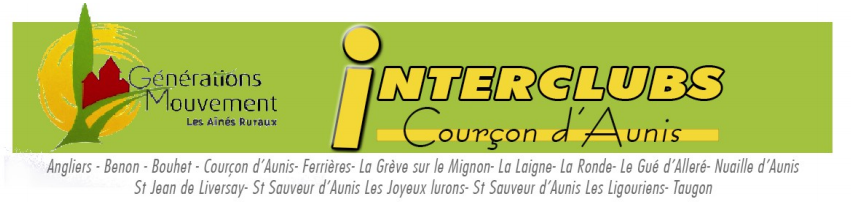 Générations
Mouvement
Les Aînés Ruraux
INTERCLUBS
Courçon d'Aunis
Angliers - Benon - Bouhet - Courçon d'Aunis- Ferrières- La Grève sur le Mignon- La Laigne- La Ronde- Le Gué d'Alleré- Nuaille d'Aunis
St Jean de Liversay- St Sauveur d'Aunis Les Joyeux lurons- St Sauveur d'Aunis Les Ligouriens- Taugon